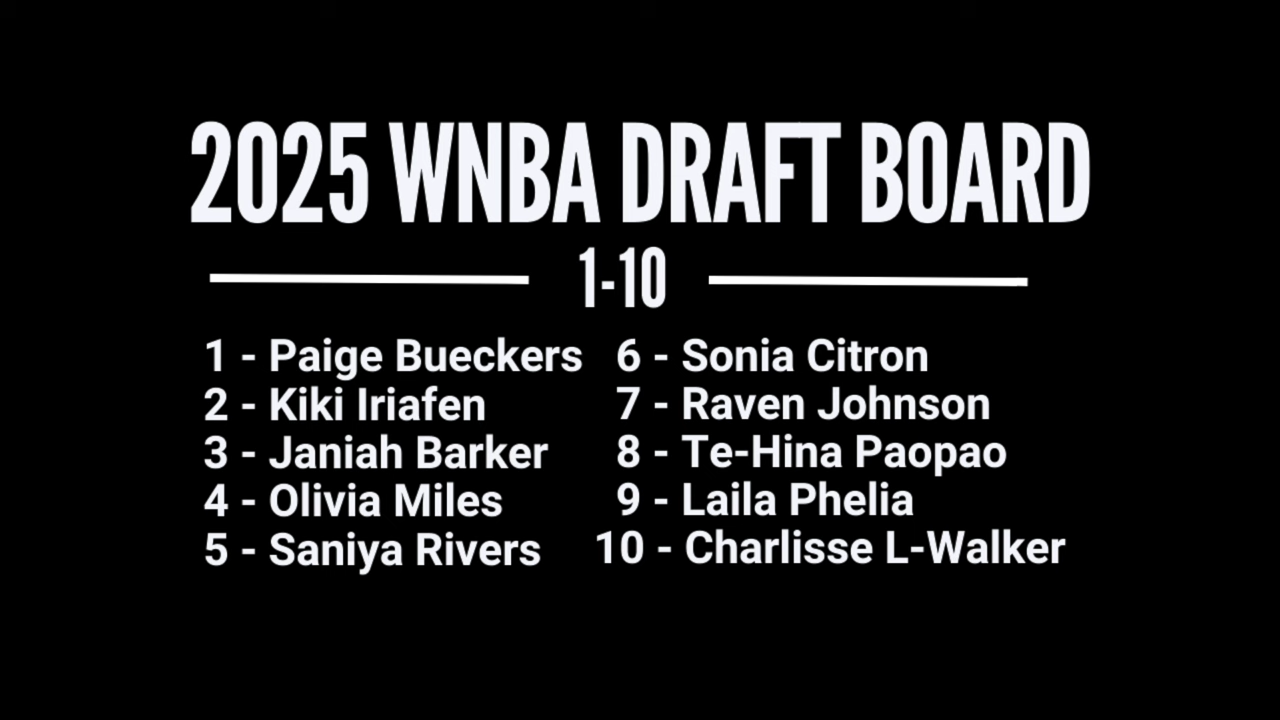 2025 WNBA DRAFT BOARD
1-10
1 - Paige Bueckers
2 - Kiki Iriafen
3 - Janiah Barker
4 - Olivia Miles
5 - Saniya Rivers
6 - Sonia Citron
7 - Raven Johnson
8 - Te-Hina Paopao
9 - Laila Phelia
10 - Charlisse L-Walker